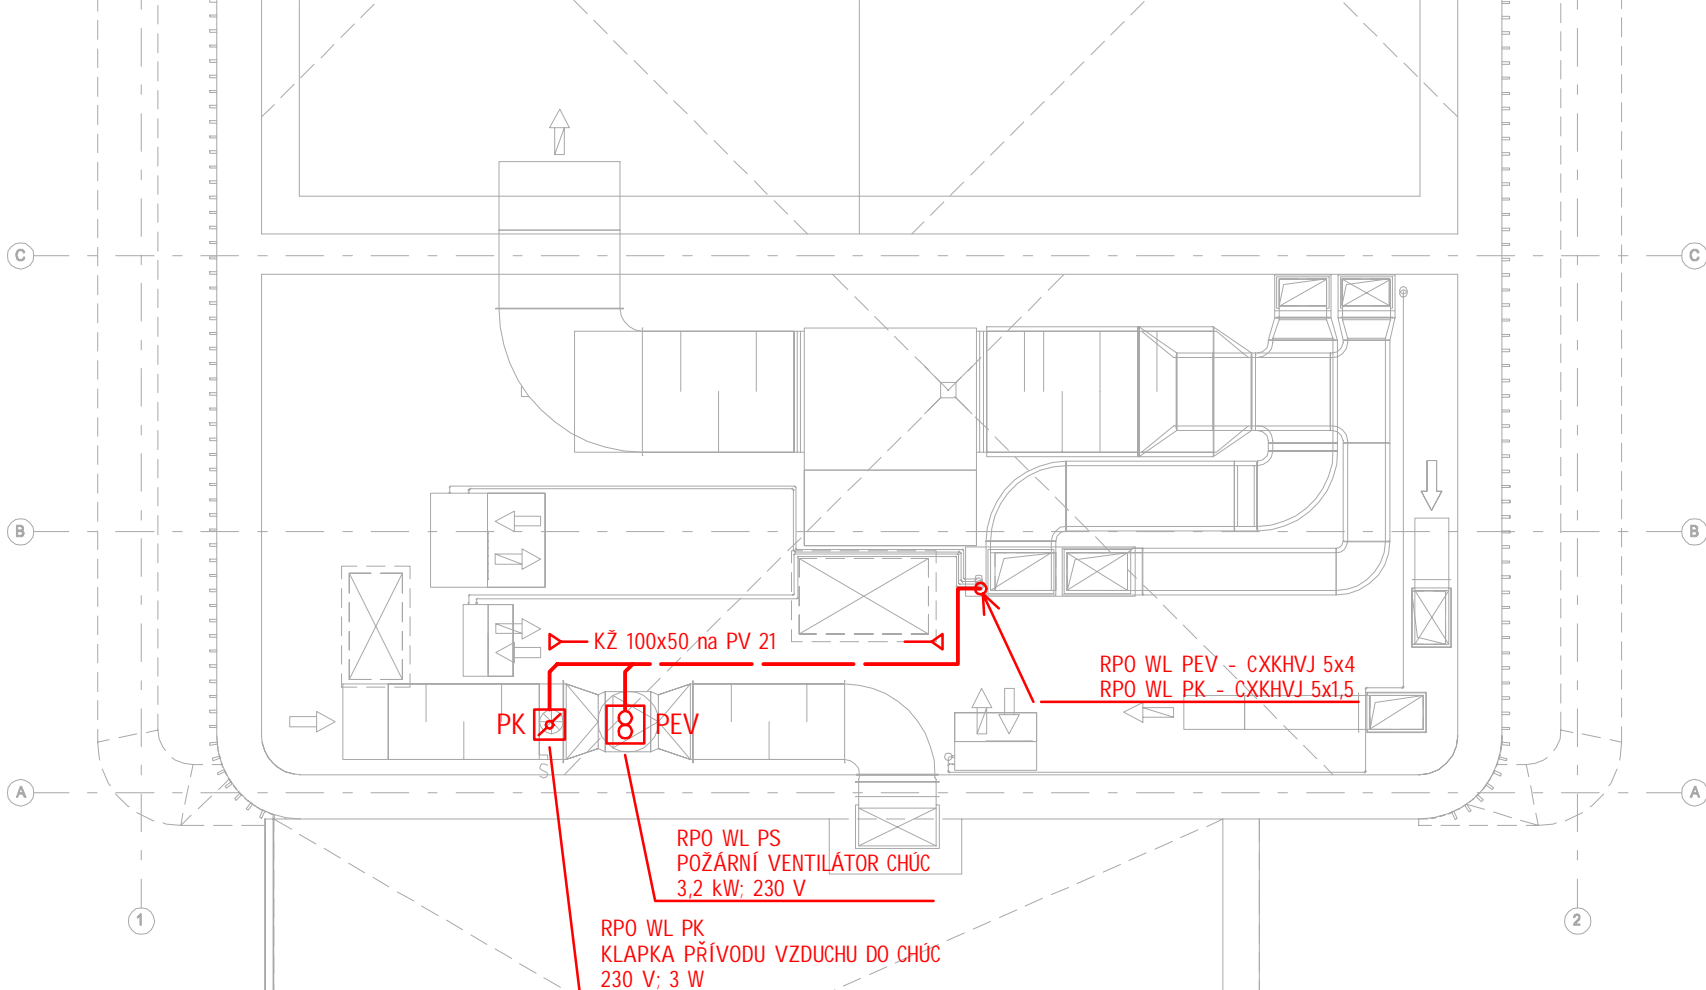 C
C
B
B
KŽ 100x50 na PV 21
RPO WL PEV - CXKHVJ 5x4
RPO WL PK - CXKHVJ 5x1,5
PK
PEV
S
A
A
RPO WL PS
POŽÁRNÍ VENTILÁTOR CHÚC
3,2 kW; 230 V
1
2
RPO WL PK
KLAPKA PŘÍVODU VZDUCHU DO CHÚC
230 V; 3 W